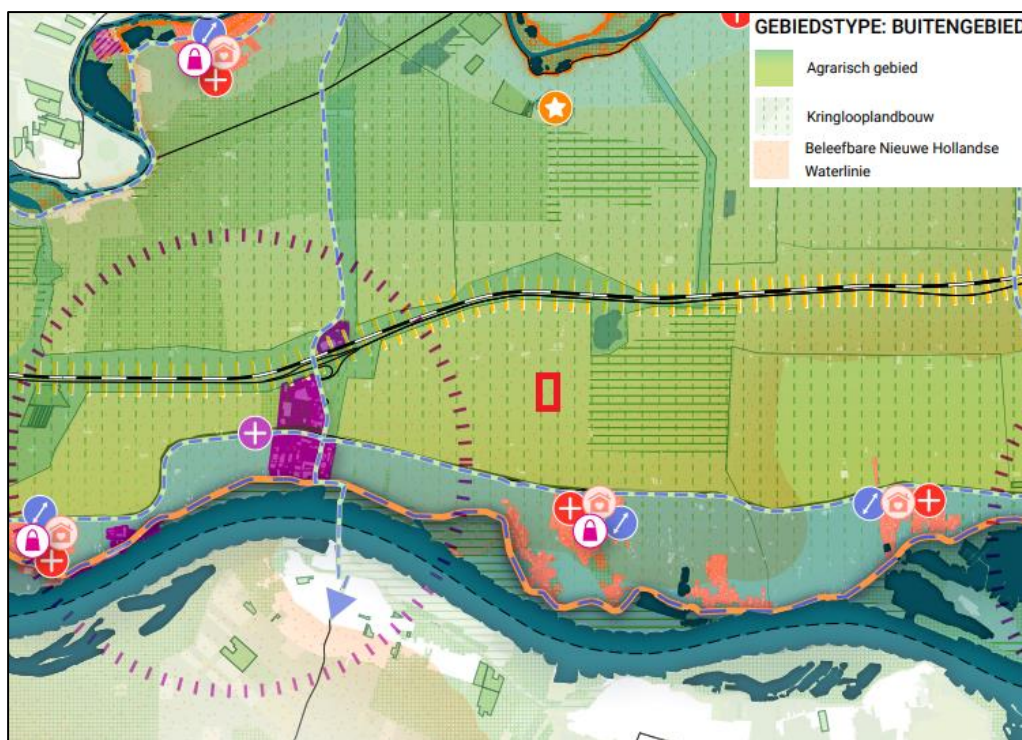 GEBIEDSTYPE: BUITENGEBIED
Agrarisch gebied
Kringlooplandbouw
Beleefbare Nieuwe Hollandse
Waterlinie